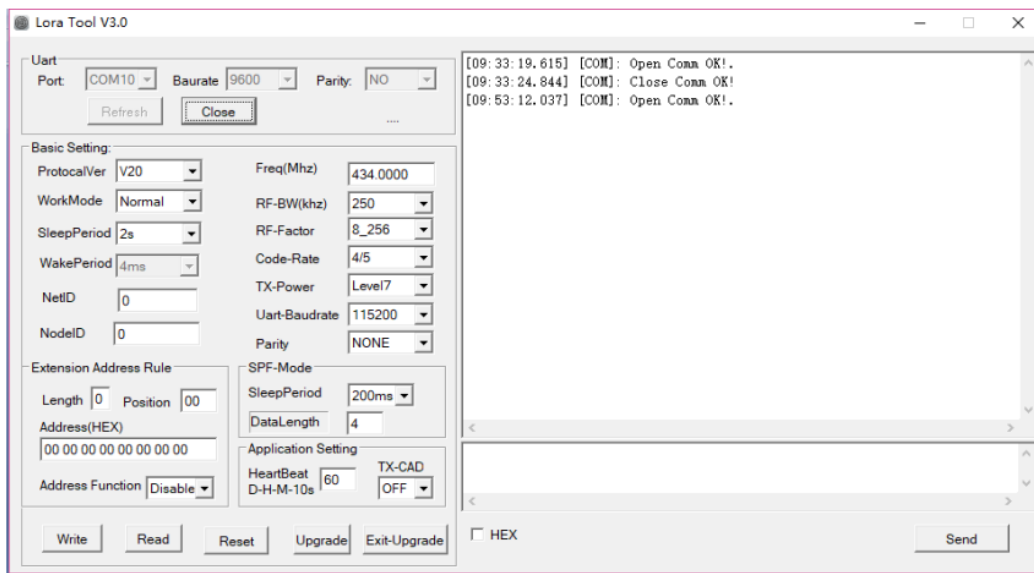 Lora Tool V3.0
Uart
Port: COM10 Baurate 9600 Parity: NO
Refresh Close ....
Basic Setting:
ProtocalVer V20 Freq(Mhz) 434.0000
WorkMode Normal RF-BW(khz) 250
SleepPeriod 2s RF-Factor 8_256
WakePeriod 4ms Code-Rate 4/5
NetID 0 TX-Power Level7
Uart-Baudrate 115200
NodeID 0 Parity NONE
Extension Address Rule
Length 0 Position 00
Address(HEX)
00 00 00 00 00 00 00 00
Address Function Disable
SPF-Mode
SleepPeriod 200ms
DataLength 4
Application Setting
HeartBeat 60 TX-CAD
D-H-M-10s OFF
Write Read Reset Upgrade Exit-Upgrade
[09:33:19.615] [COM]: Open Comm OK!.
[09:33:24.844] [COM]: Close Comm OK!
[09:53:12.037] [COM]: Open Comm OK!.
HEX Send